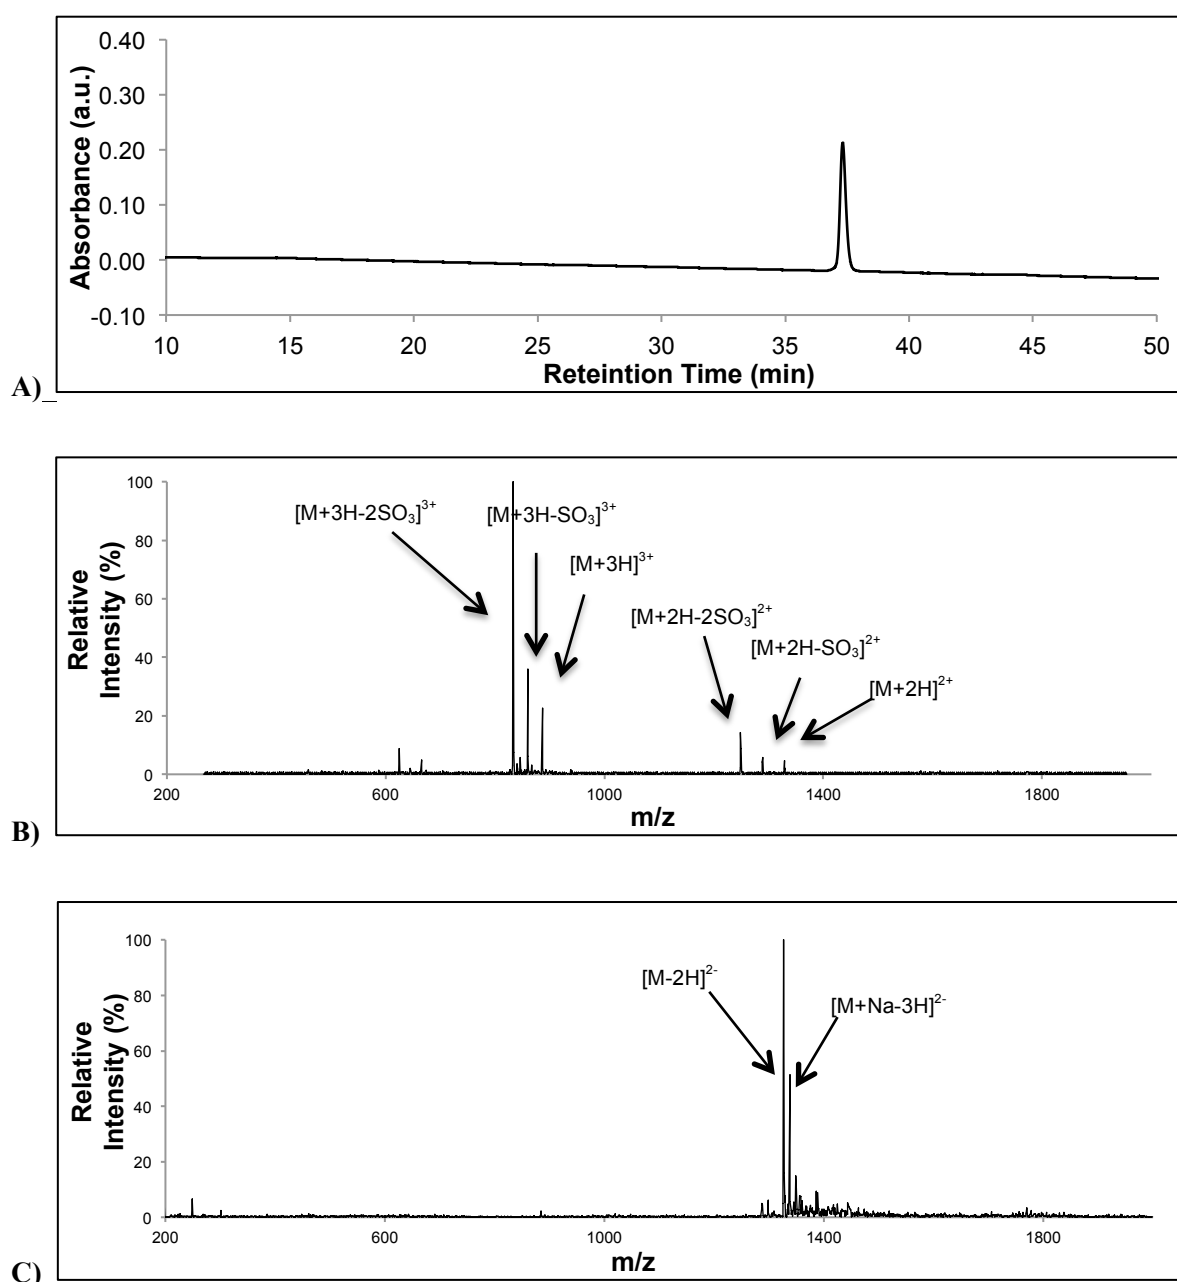 0.40
0.30
0.20
0.10
0.00
-0.10
Absorbance (a.u.)
10 15 20 25 30 35 40 45 50
Reteintion Time (min)
A)
100
80
60
40
20
0
Relative
Intensity (%)
[M+3H-2SO₃]³⁺
[M+3H-SO₃]³⁺
[M+3H]³⁺
[M+2H-2SO₃]²⁺
[M+2H-SO₃]²⁺
[M+2H]²⁺
200 600 1000 1400 1800
m/z
B)
100
80
60
40
20
0
Relative
Intensity (%)
[M-2H]²⁻
[M+Na-3H]²⁻
200 600 1000 1400 1800
m/z
C)